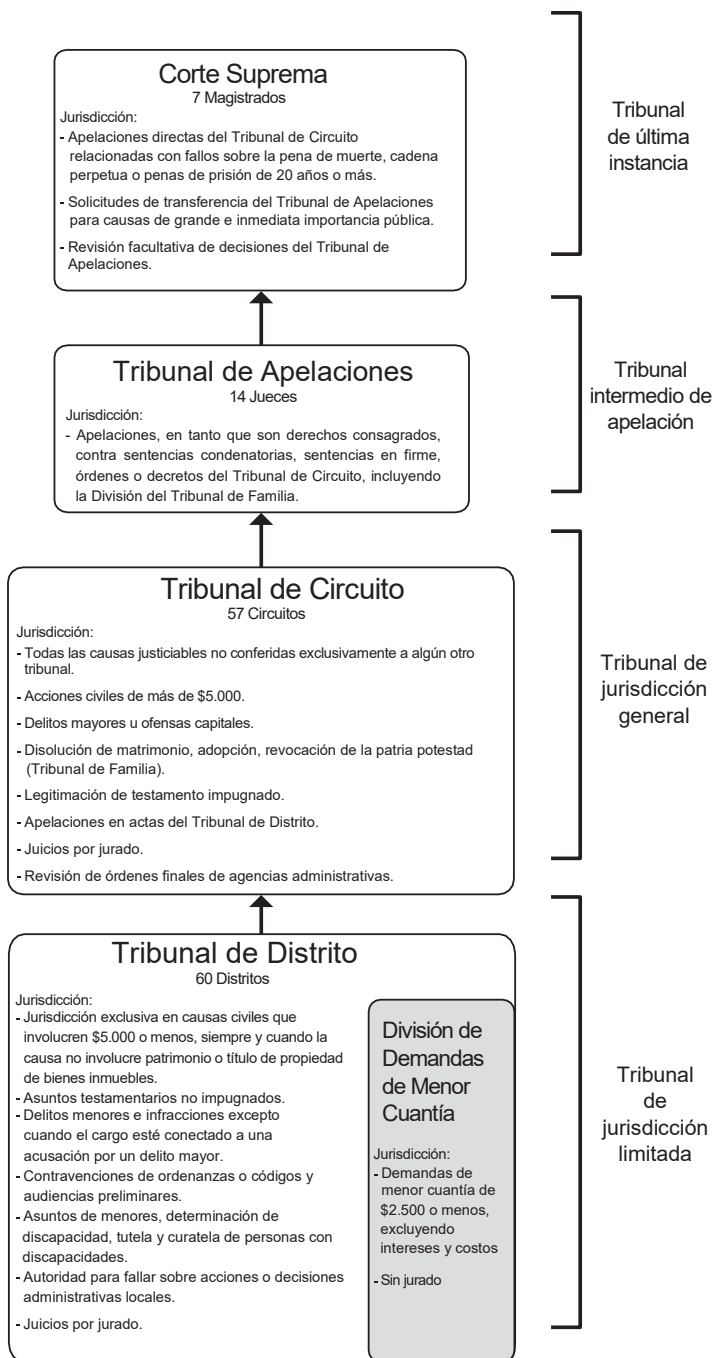 Corte Suprema
7 Magistrados
Jurisdicción:
- Apelaciones directas del Tribunal de Circuito
relacionadas con fallos sobre la pena de muerte, cadena
perpetua o penas de prisión de 20 años o más.
- Solicitudes de transferencia del Tribunal de Apelaciones
para causas de grande e inmediata importancia pública.
- Revisión facultativa de decisiones del Tribunal de
Apelaciones.
Tribunal
de última
instancia
Tribunal de Apelaciones
14 Jueces
Jurisdicción:
- Apelaciones, en tanto que son derechos consagrados,
contra sentencias condenatorias, sentencias en firme,
órdenes o decretos del Tribunal de Circuito, incluyendo
la División del Tribunal de Familia.
Tribunal
intermedio de
apelación
Tribunal de Circuito
57 Circuitos
Jurisdicción:
- Todas las causas justiciables no conferidas exclusivamente a algún otro
tribunal.
- Acciones civiles de más de $5.000.
- Delitos mayores u ofensas capitales.
- Disolución de matrimonio, adopción, revocación de la patria potestad
(Tribunal de Familia).
- Legitimación de testamento impugnado.
- Apelaciones en actas del Tribunal de Distrito.
- Juicios por jurado.
- Revisión de órdenes finales de agencias administrativas.
Tribunal de
jurisdicción
general
Tribunal de Distrito
60 Distritos
Jurisdicción:
- Jurisdicción exclusiva en causas civiles que
involucren $5.000 o menos, siempre y cuando la
causa no involucre patrimonio o título de propiedad
de bienes inmuebles.
- Asuntos testamentarios no impugnados.
- Delitos menores e infracciones excepto
cuando el cargo esté conectado a una
acusación por un delito mayor.
- Contravenciones de ordenanzas o códigos y
audiencias preliminares.
- Asuntos de menores, determinación de
discapacidad, tutela y curatela de personas con
discapacidades.
- Autoridad para fallar sobre acciones o decisiones
administrativas locales.
- Juicios por jurado.
División de
Demandas
de Menor
Cuantía
Jurisdicción:
- Demandas de
menor cuantía de
$2.500 o menos,
excluyendo
intereses y costos
- Sin jurado
Tribunal
de
jurisdicción
limitada